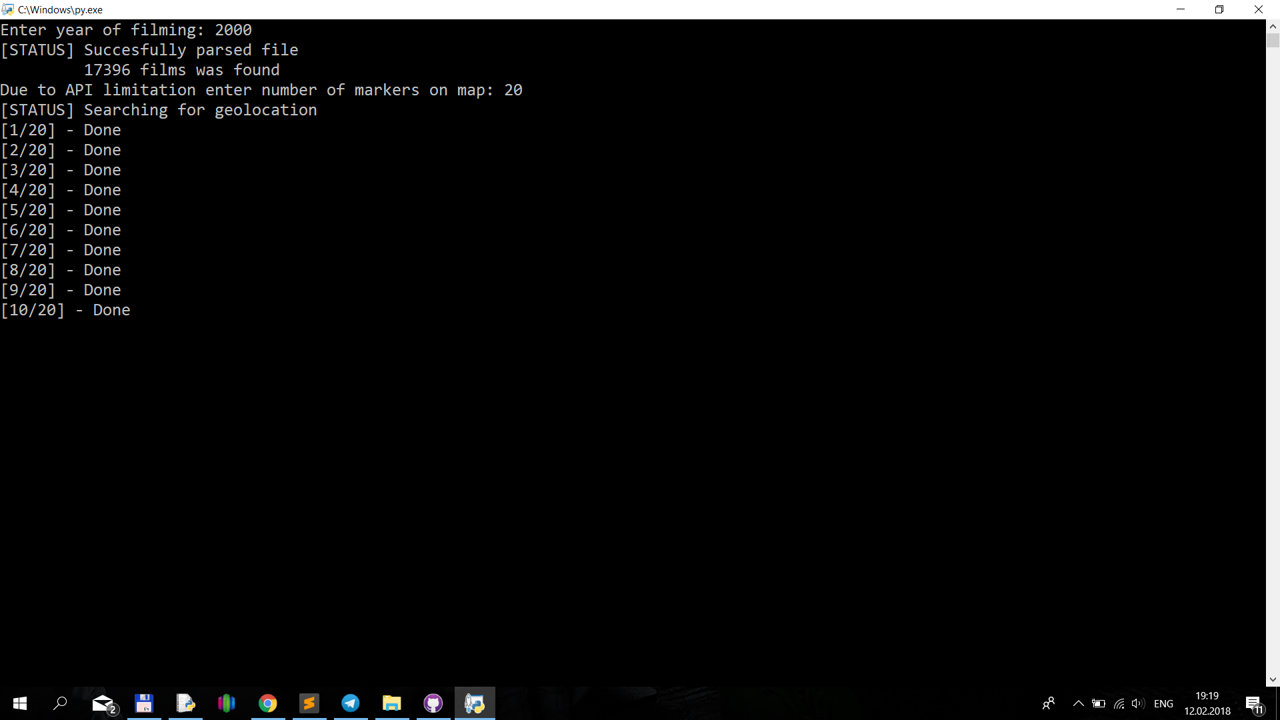 C:\Windows\py.exe
Enter year of filming: 2000
[STATUS] Succesfully parsed file
17396 films was found
Due to API limitation enter number of markers on map: 20
[STATUS] Searching for geolocation
[1/20] - Done
[2/20] - Done
[3/20] - Done
[4/20] - Done
[5/20] - Done
[6/20] - Done
[7/20] - Done
[8/20] - Done
[9/20] - Done
[10/20] - Done
2
ENG
19:19
12.02.2018
11